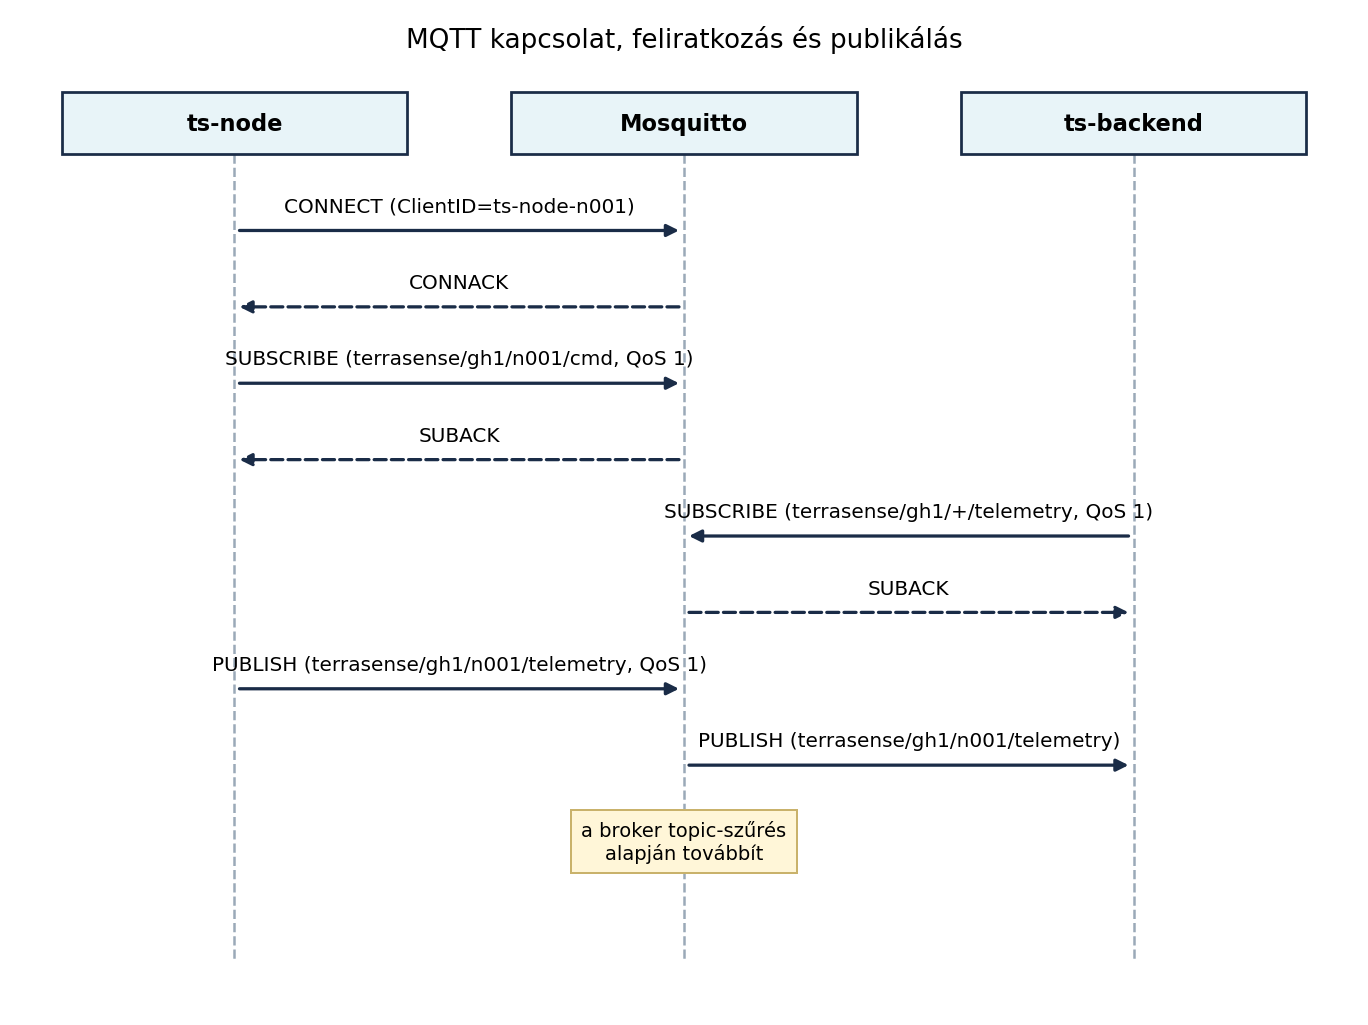 MQTT kapcsolat, feliratkozás és publikálás
ts-node
Mosquitto
ts-backend
CONNECT (ClientID=ts-node-n001)
CONNACK
SUBSCRIBE (terrasense/gh1/n001/cmd, QoS 1)
SUBACK
SUBSCRIBE (terrasense/gh1/+/telemetry, QoS 1)
SUBACK
PUBLISH (terrasense/gh1/n001/telemetry, QoS 1)
PUBLISH (terrasense/gh1/n001/telemetry)
a broker topic-szűrés
alapján továbbít